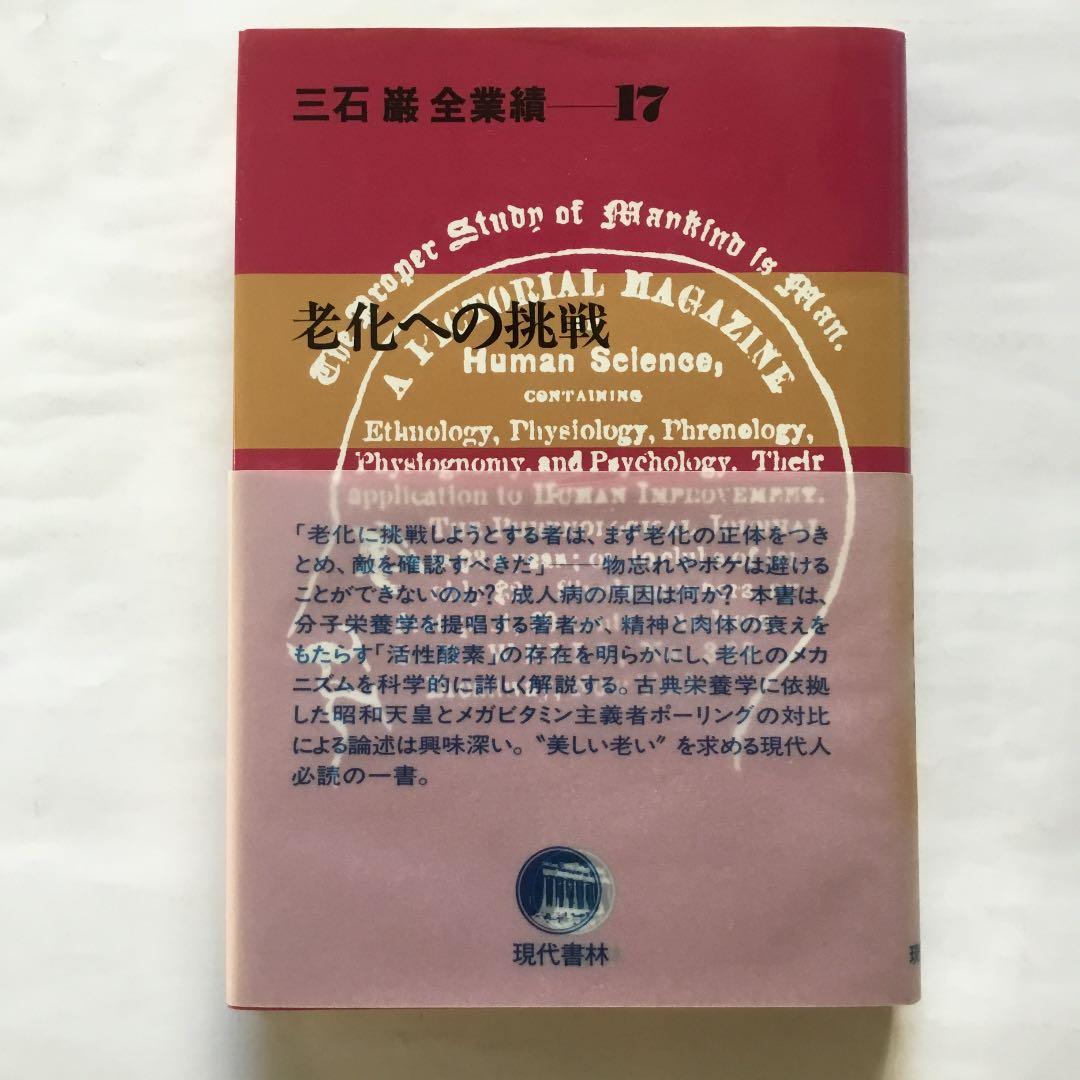 三石 巌 全業績——17
The Proper Study of Mankind is Man.
A PICTORIAL MAGAZINE
老化への挑戦
Human Science,
CONTAINING
Ethnology, Physiology, Phrenology,
Physiognomy, and Psychology. Their
application to HUMAN IMPROVEMENT.
THE PHRENOLOGICAL JOURNAL
「老化に挑戦しようとする者は、まず老化の正体をつき
とめ、敵を確認すべきだ」——物忘れやボケは避ける
ことができないのか? 成人病の原因は何か? 本書は、
分子栄養学を提唱する著者が、精神と肉体の衰えを
もたらす「活性酸素」の存在を明らかにし、老化のメカ
ニズムを科学的に詳しく解説する。古典栄養学に依拠
した昭和天皇とメガビタミン主義者ポーリングの対比
による論述は興味深い。〝美しい老い〟を求める現代人
必読の一書。
現代書林
現